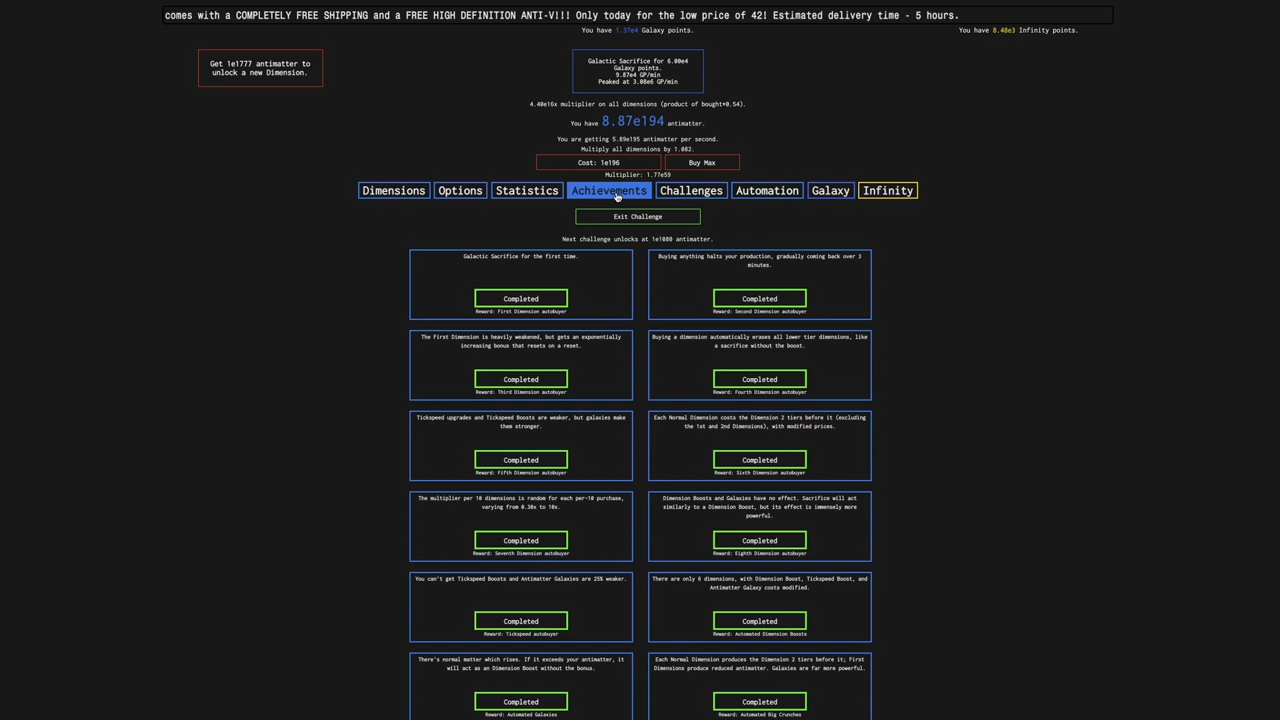 comes with a COMPLETELY FREE SHIPPING and a FREE HIGH DEFINITION ANTI-V!!! Only today for the low price of 42! Estimated delivery time - 5 hours.
You have 1.37e4 Galaxy points.
You have 8.48e3 Infinity points.
Get 1e1777 antimatter to
unlock a new Dimension.
Galactic Sacrifice for 6.00e4
Galaxy points.
9.87e4 GP/min
Peaked at 3.08e6 GP/min
4.40e16x multiplier on all dimensions (product of bought*0.54).
You have 8.87e194 antimatter.
You are getting 5.89e195 antimatter per second.
Multiply all dimensions by 1.082.
Cost: 1e196
Buy Max
Multiplier: 1.77e59
Dimensions
Options
Statistics
Achievements
Challenges
Automation
Galaxy
Infinity
Exit Challenge
Next challenge unlocks at 1e1080 antimatter.
Galactic Sacrifice for the first time.
Completed
Reward: First Dimension autobuyer
Buying anything halts your production, gradually coming back over 3
minutes.
Completed
Reward: Second Dimension autobuyer
The First Dimension is heavily weakened, but gets an exponentially
increasing bonus that resets on a reset.
Completed
Reward: Third Dimension autobuyer
Buying a dimension automatically erases all lower tier dimensions, like
a sacrifice without the boost.
Completed
Reward: Fourth Dimension autobuyer
Tickspeed upgrades and Tickspeed Boosts are weaker, but galaxies make
them stronger.
Completed
Reward: Fifth Dimension autobuyer
Each Normal Dimension costs the Dimension 2 tiers before it (excluding
the 1st and 2nd Dimensions), with modified prices.
Completed
Reward: Sixth Dimension autobuyer
The multiplier per 10 dimensions is random for each per-10 purchase,
varying from 0.30x to 10x.
Completed
Reward: Seventh Dimension autobuyer
Dimension Boosts and Galaxies have no effect. Sacrifice will act
similarly to a Dimension Boost, but its effect is immensely more
powerful.
Completed
Reward: Eighth Dimension autobuyer
You can't get Tickspeed Boosts and Antimatter Galaxies are 25% weaker.
Completed
Reward: Tickspeed autobuyer
There are only 6 dimensions, with Dimension Boost, Tickspeed Boost, and
Antimatter Galaxy costs modified.
Completed
Reward: Automated Dimension Boosts
There's normal matter which rises. If it exceeds your antimatter, it
will act as an Dimension Boost without the bonus.
Completed
Reward: Automated Galaxies
Each Normal Dimension produces the Dimension 2 tiers before it; First
Dimensions produce reduced antimatter. Galaxies are far more powerful.
Completed
Reward: Automated Big Crunches